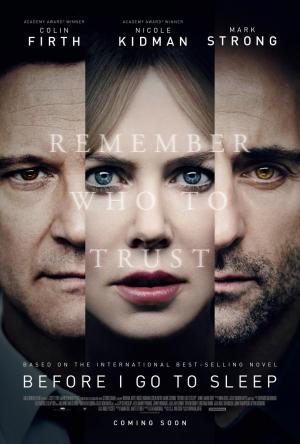 ACADEMY AWARD® WINNER
COLIN
FIRTH
ACADEMY AWARD® WINNER
NICOLE
KIDMAN
MARK
STRONG
REMEMBER
WHO TO
TRUST
BASED ON THE INTERNATIONAL BEST-SELLING NOVEL
BEFORE I GO TO SLEEP
COMING SOON